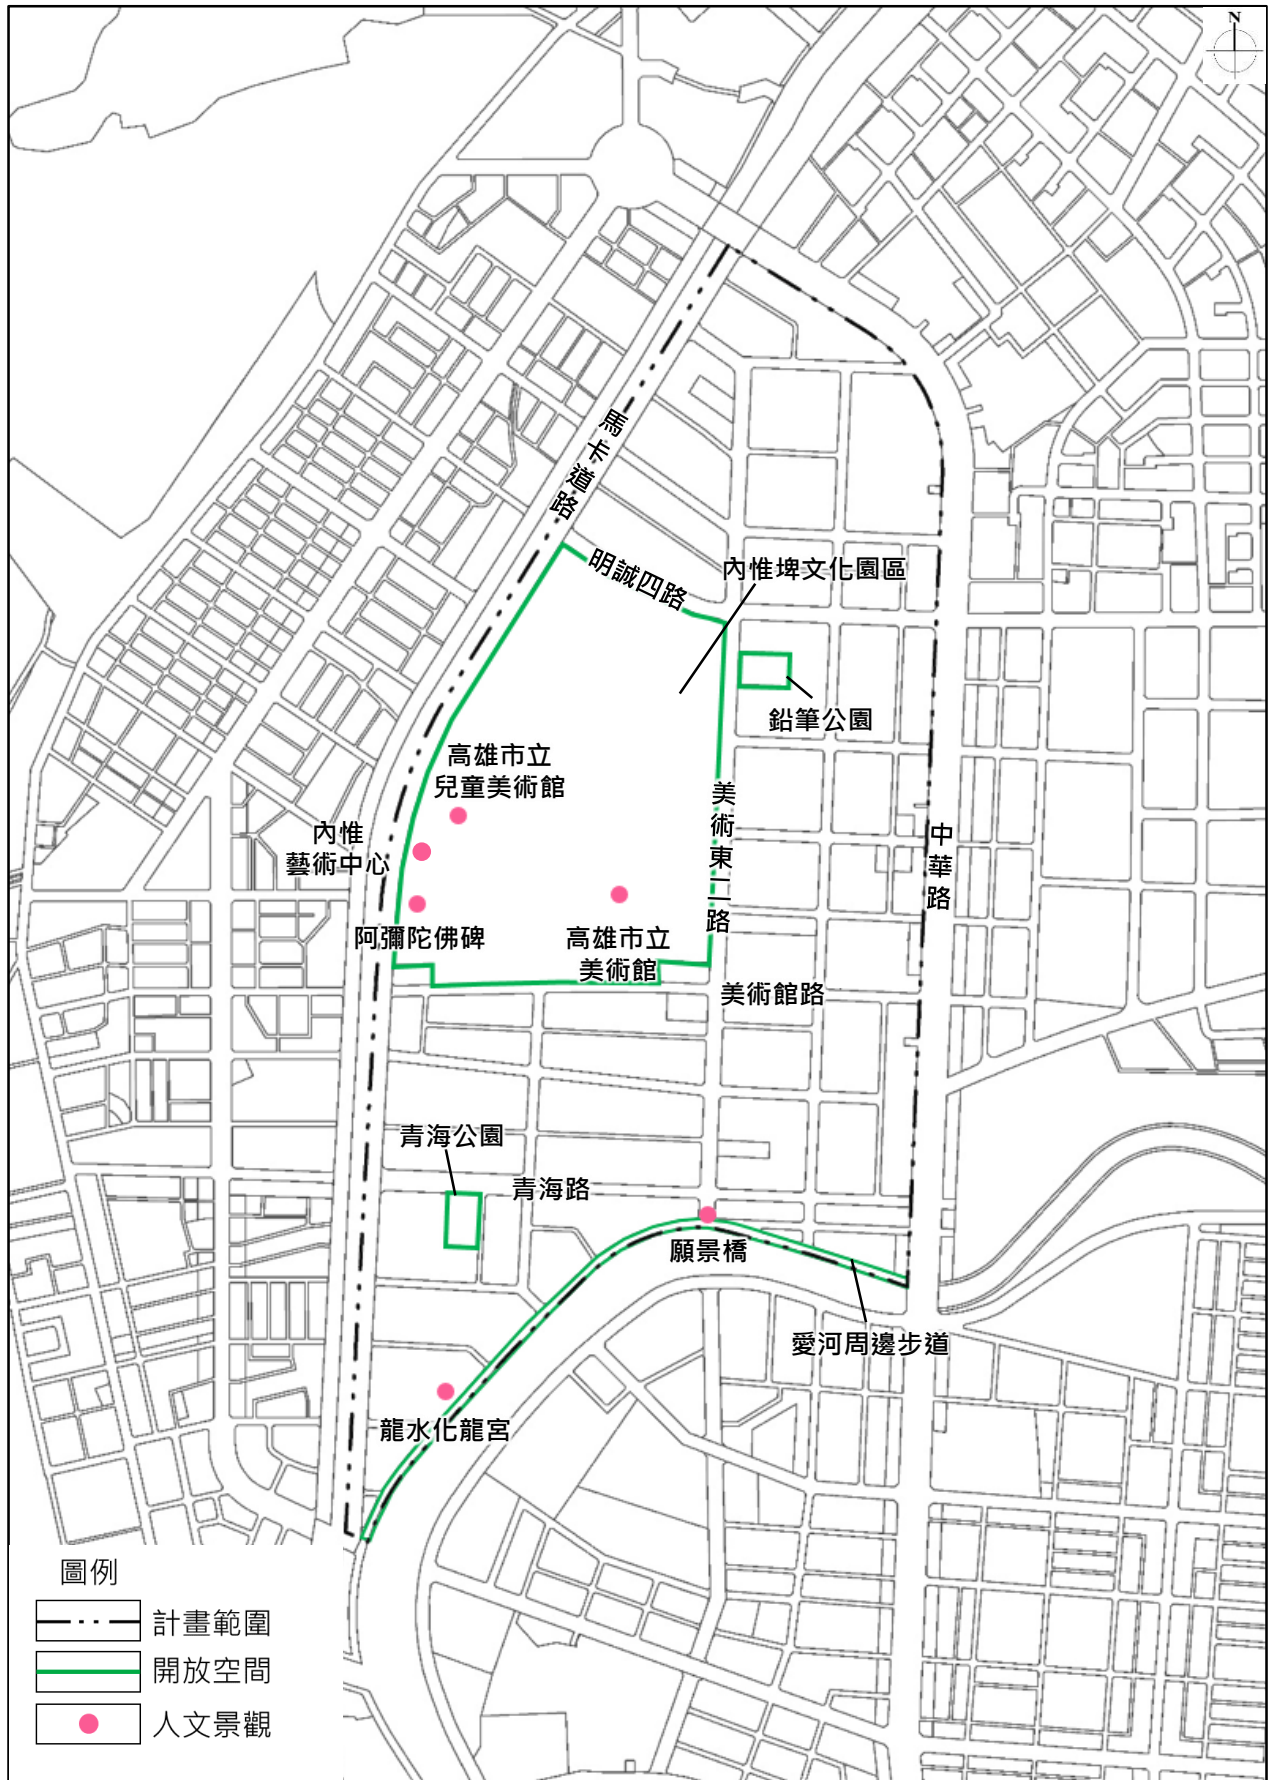 N
馬卡道路
明誠四路
內惟埤文化園區
鉛筆公園
高雄市立
兒童美術館
美術東二路
內惟
藝術中心
中華路
阿彌陀佛碑
高雄市立
美術館
美術館路
青海公園
青海路
願景橋
愛河周邊步道
龍水化龍宮
圖例
計畫範圍
開放空間
人文景觀